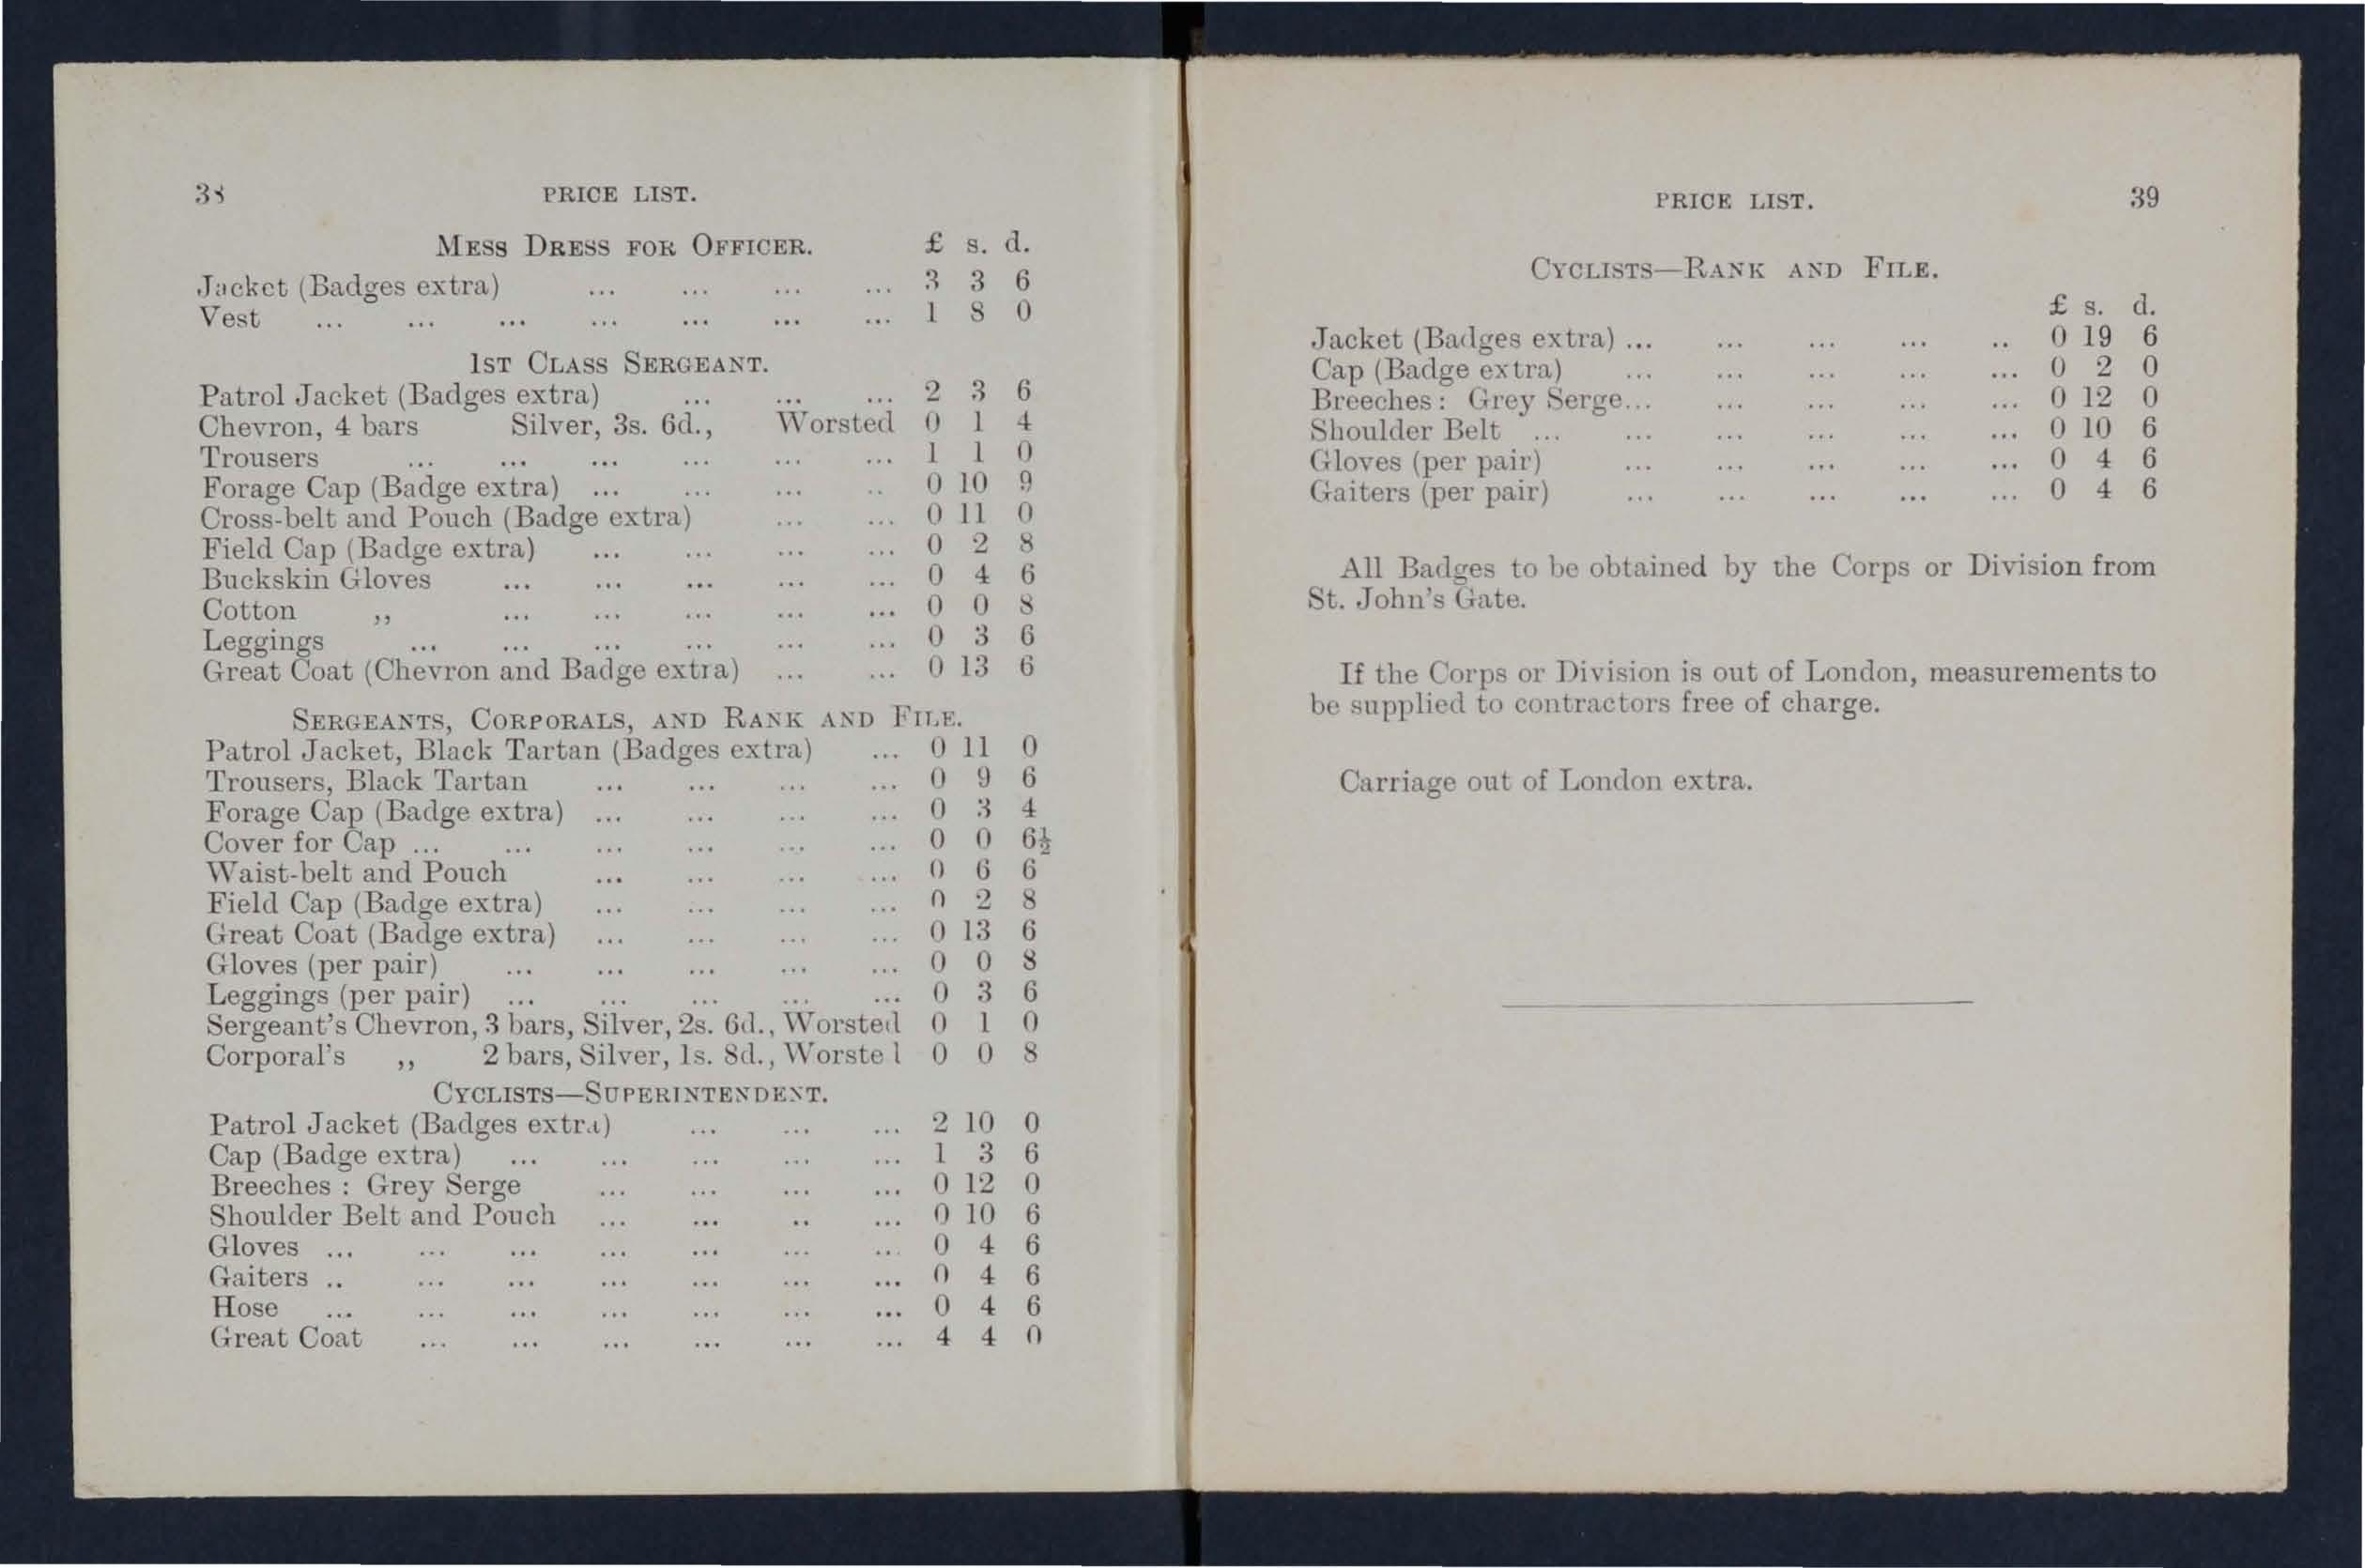 38 PRICE LIST.
MESS DRESS FOR OFFICER. £ s. d.
Jacket (Badges extra) ... ... ... ... 3 3 6
Vest ... ... ... ... ... ... ... 1 8 0
1ST CLASS SERGEANT.
Patrol Jacket (Badges extra) ... ... ... 2 3 6
Chevron, 4 bars Silver, 3s. 6d., Worsted 0 1 4
Trousers ... ... ... ... ... ... 1 1 0
Forage Cap (Badge extra) ... ... ... .. 0 10 9
Cross-belt and Pouch (Badge extra) ... ... 0 11 0
Field Cap (Badge extra) ... ... ... ... 0 2 8
Buckskin Gloves ... ... ... ... ... 0 4 6
Cotton ,, ... ... ... ... ... 0 0 8
Leggings ... ... ... ... ... ... 0 3 6
Great Coat (Chevron and Badge extra) ... ... 0 13 6
SERGEANTS, CORPORALS, AND RANK AND FILE.
Patrol Jacket, Black Tartan (Badges extra) ... 0 11 0
Trousers, Black Tartan ... ... ... ... 0 9 6
Forage Cap (Badge extra) ... ... ... ... 0 3 4
Cover for Cap ... ... ... ... ... ... 0 0 6½
Waist-belt and Pouch ... ... ... ... 0 6 6
Field Cap (Badge extra) ... ... ... ... 0 2 8
Great Coat (Badge extra) ... ... ... ... 0 13 6
Gloves (per pair) ... ... ... ... ... 0 0 8
Leggings (per pair) ... ... ... ... ... 0 3 6
Sergeant's Chevron, 3 bars, Silver, 2s. 6d., Worsted 0 1 0
Corporal's ,, 2 bars, Silver, 1s. 8d., Worste l 0 0 8
CYCLISTS—SUPERINTENDENT.
Patrol Jacket (Badges extra) ... ... ... 2 10 0
Cap (Badge extra) ... ... ... ... ... 1 3 6
Breeches : Grey Serge ... ... ... ... 0 12 0
Shoulder Belt and Pouch ... ... .. ... 0 10 6
Gloves ... ... ... ... ... ... ... 0 4 6
Gaiters .. ... ... ... ... ... ... 0 4 6
Hose ... ... ... ... ... ... ... 0 4 6
Great Coat ... ... ... ... ... ... 4 4 0
PRICE LIST. 39
CYCLISTS—RANK AND FILE.
£ s. d.
Jacket (Badges extra) ... ... ... ... .. 0 19 6
Cap (Badge extra) ... ... ... ... ... 0 2 0
Breeches : Grey Serge... ... ... ... ... 0 12 0
Shoulder Belt ... ... ... ... ... ... 0 10 6
Gloves (per pair) ... ... ... ... ... 0 4 6
Gaiters (per pair) ... ... ... ... ... 0 4 6
All Badges to be obtained by the Corps or Division from
St. John's Gate.
If the Corps or Division is out of London, measurements to
be supplied to contractors free of charge.
Carriage out of London extra.